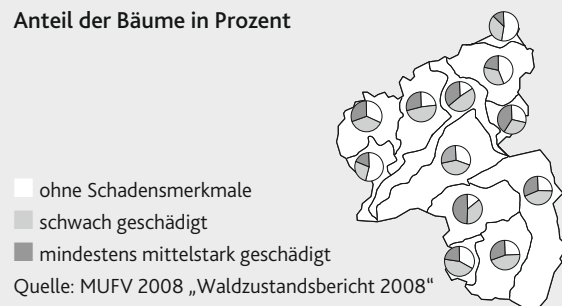 Anteil der Bäume in Prozent
ohne Schadensmerkmale
schwach geschädigt
mindestens mittelstark geschädigt
Quelle: MUFV 2008 „Waldzustandsbericht 2008“